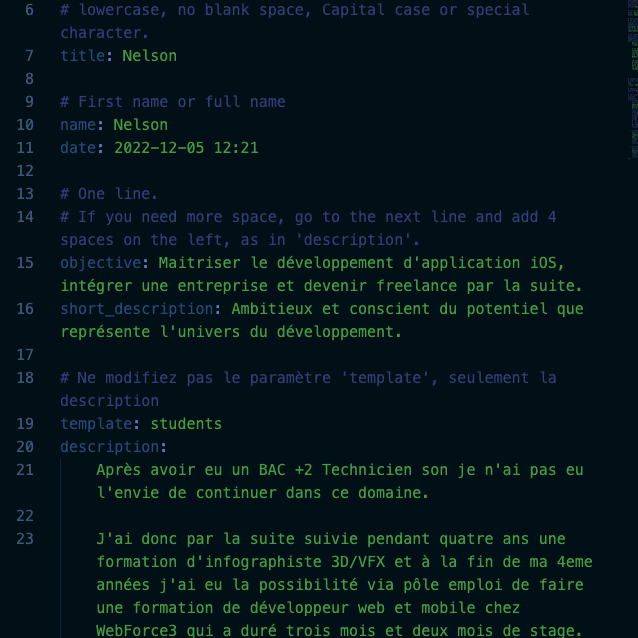 6 # lowercase, no blank space, Capital case or special
character.
7 title: Nelson
8
9 # First name or full name
10 name: Nelson
11 date: 2022-12-05 12:21
12
13 # One line.
14 # If you need more space, go to the next line and add 4
spaces on the left, as in 'description'.
15 objective: Maitriser le développement d'application iOS,
intégrer une entreprise et devenir freelance par la suite.
16 short_description: Ambitieux et conscient du potentiel que
représente l'univers du développement.
17
18 # Ne modifiez pas le paramètre 'template', seulement la
description
19 template: students
20 description:
21 Après avoir eu un BAC +2 Technicien son je n'ai pas eu
l'envie de continuer dans ce domaine.
22
23 J'ai donc par la suite suivie pendant quatre ans une
formation d'infographiste 3D/VFX et à la fin de ma 4eme
années j'ai eu la possibilité via pôle emploi de faire
une formation de développeur web et mobile chez
WebForce3 qui a duré trois mois et deux mois de stage.